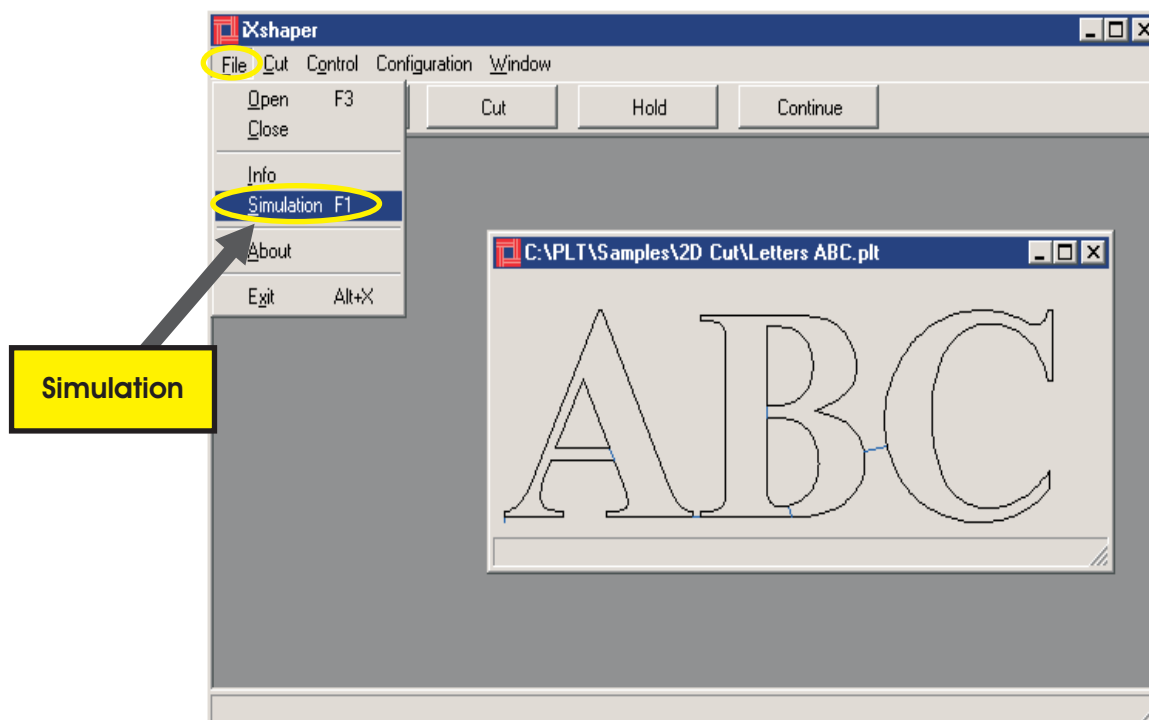 iXshaper
File Cut Control Configuration Window
Cut Hold Continue
Open F3
Close
Info
Simulation F1
About
Exit Alt+X
C:\PLT\Samples\2D Cut\Letters ABC.plt
ABC
Simulation